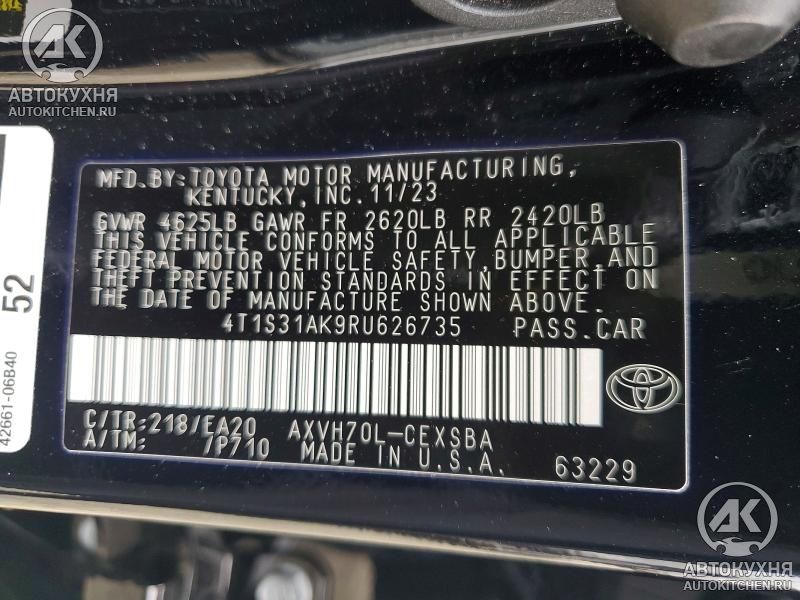 AK
АВТОКУХНЯ
AUTOKITCHEN.RU
52
42661-06B40
MFD.BY:TOYOTA MOTOR MANUFACTURING,
KENTUCKY,INC.11/23
GVWR 4625LB GAWR FR 2620LB RR 2420LB
THIS VEHICLE CONFORMS TO ALL APPLICABLE
FEDERAL MOTOR VEHICLE SAFETY,BUMPER,AND
THEFT PREVENTION STANDARDS IN EFFECT ON
THE DATE OF MANUFACTURE SHOWN ABOVE.
4T1S31AK9RU626735 PASS.CAR
C/TR:218/EA20 AXVH70L-CEXSBA
A/TM: /P710 MADE IN U.S.A. 63229
AK
АВТОКУХНЯ
AUTOKITCHEN.RU